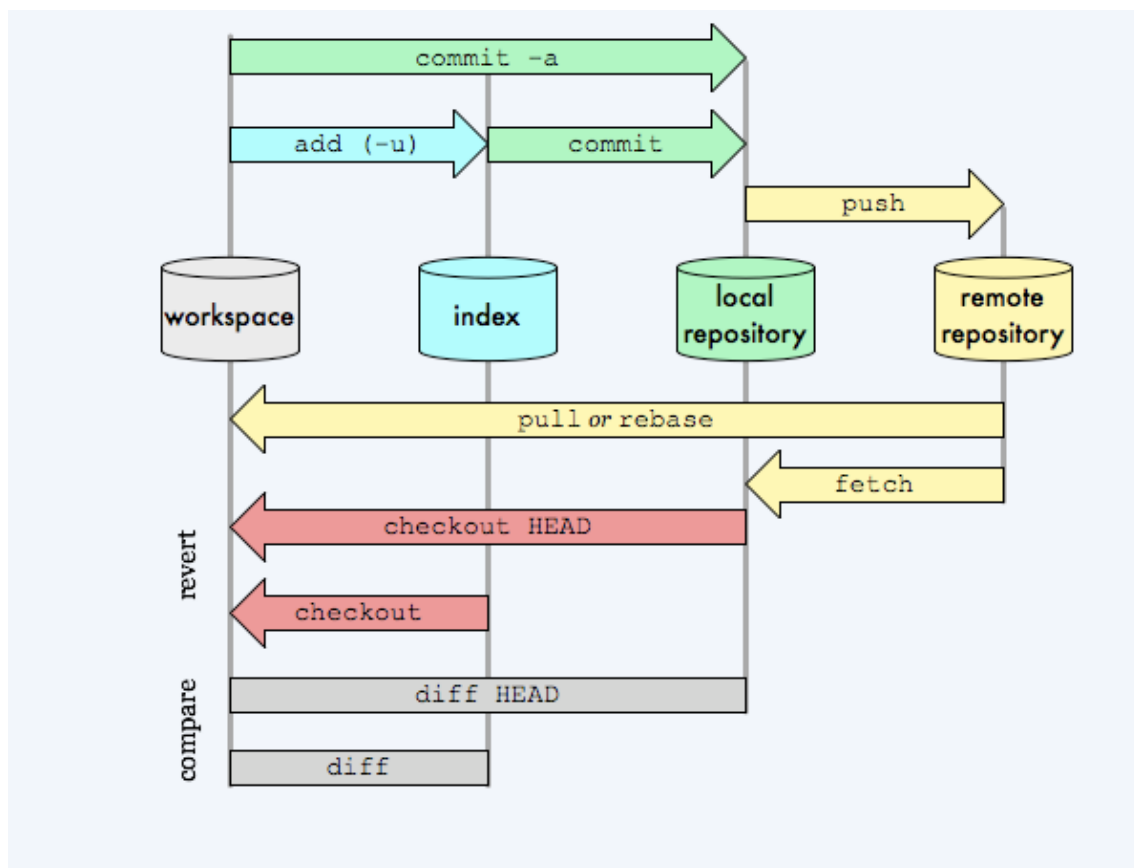 commit -a
add (-u)
commit
push
workspace
index
local
repository
remote
repository
pull or rebase
fetch
revert
checkout HEAD
checkout
compare
diff HEAD
diff